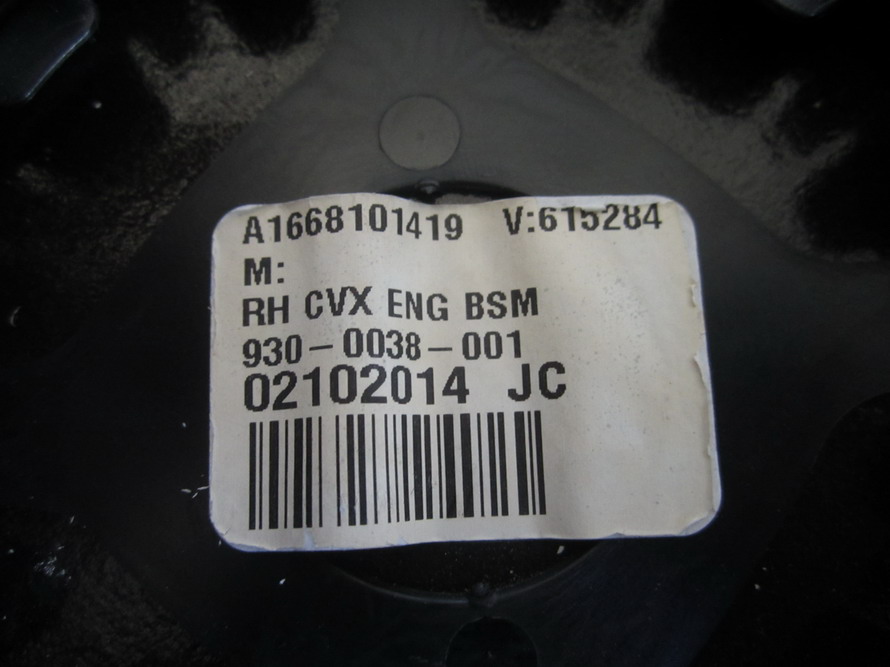 A1668101419 V:615284
M:
RH CVX ENG BSM
930-0038-001
02102014 JC